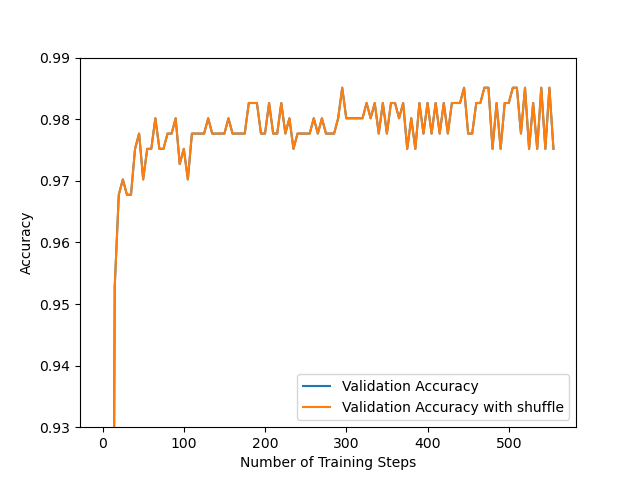 0.99
0.98
0.97
0.96
0.95
0.94
0.93
Accuracy
Validation Accuracy
Validation Accuracy with shuffle
0 100 200 300 400 500
Number of Training Steps